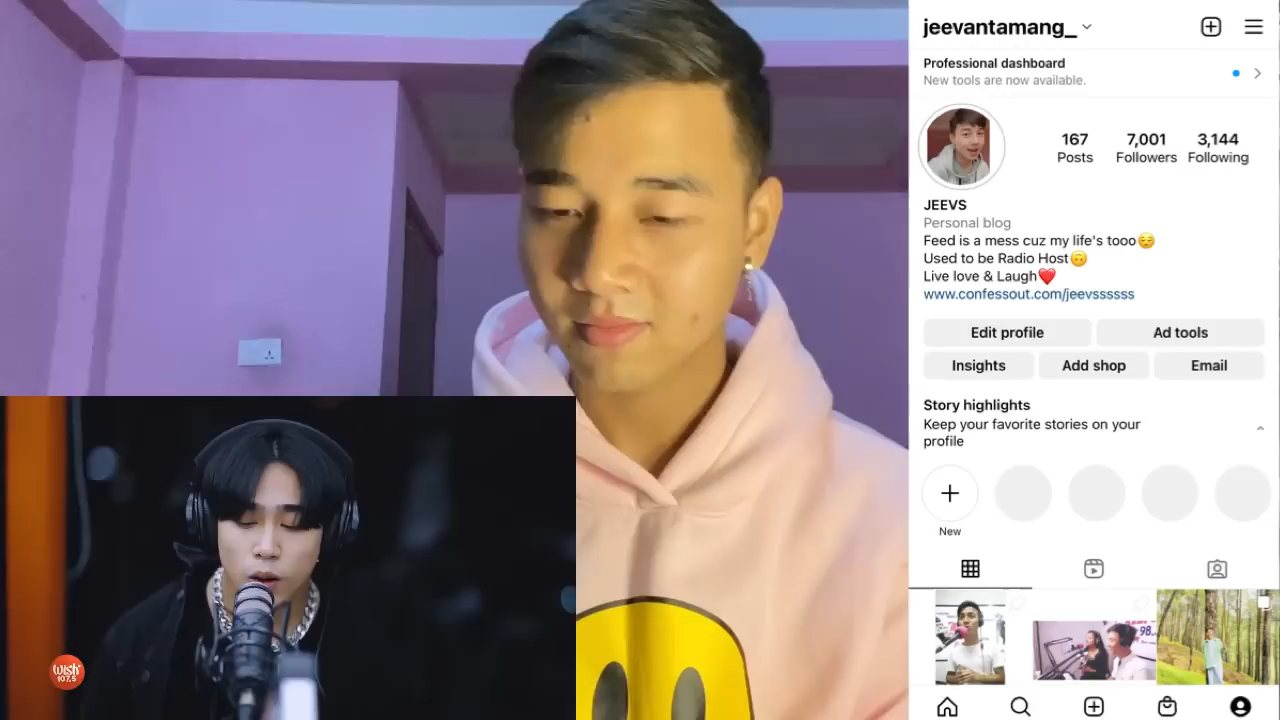 jeevantamang_
Professional dashboard
New tools are now available.
167
7,001
3,144
Posts
Followers
Following
JEEVS
Personal blog
Feed is a mess cuz my life's tooo😌
Used to be Radio Host🙃
Live love & Laugh❤️
www.confessout.com/jeevssssss
Edit profile
Ad tools
Insights
Add shop
Email
Story highlights
Keep your favorite stories on your
profile
New
98.
wish
107.5